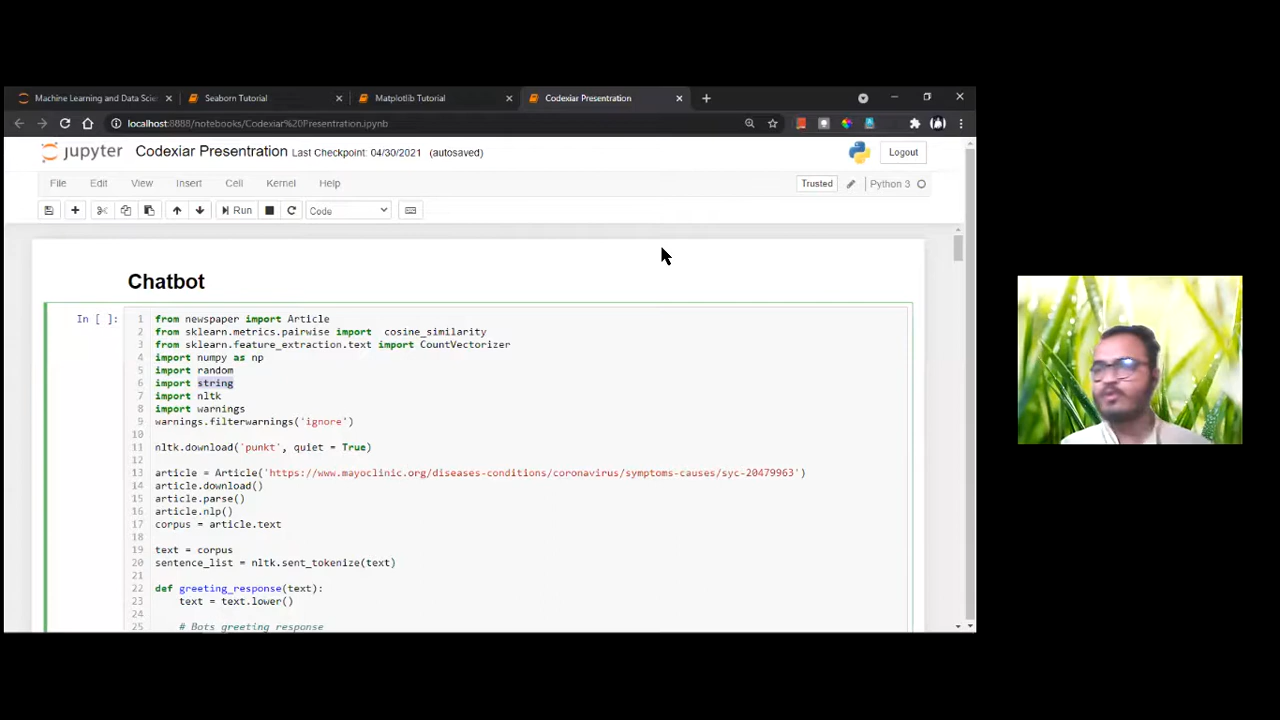 Machine Learning and Data Scie
Seaborn Tutorial
Matplotlib Tutorial
Codexiar Presentation
localhost:8888/notebooks/Codexiar%20Presentation.ipynb
jupyter Codexiar Presentation Last Checkpoint: 04/30/2021 (autosaved)
Logout
File Edit View Insert Cell Kernel Help
Trusted
Python 3
Run
Code
Chatbot
In [ ]:
1 from newspaper import Article
2 from sklearn.metrics.pairwise import cosine_similarity
3 from sklearn.feature_extraction.text import CountVectorizer
4 import numpy as np
5 import random
6 import string
7 import nltk
8 import warnings
9 warnings.filterwarnings('ignore')
10
11 nltk.download('punkt', quiet = True)
12
13 article = Article('https://www.mayoclinic.org/diseases-conditions/coronavirus/symptoms-causes/syc-20479963')
14 article.download()
15 article.parse()
16 article.nlp()
17 corpus = article.text
18
19 text = corpus
20 sentence_list = nltk.sent_tokenize(text)
21
22 def greeting_response(text):
23 text = text.lower()
24
25 # Bots greeting response